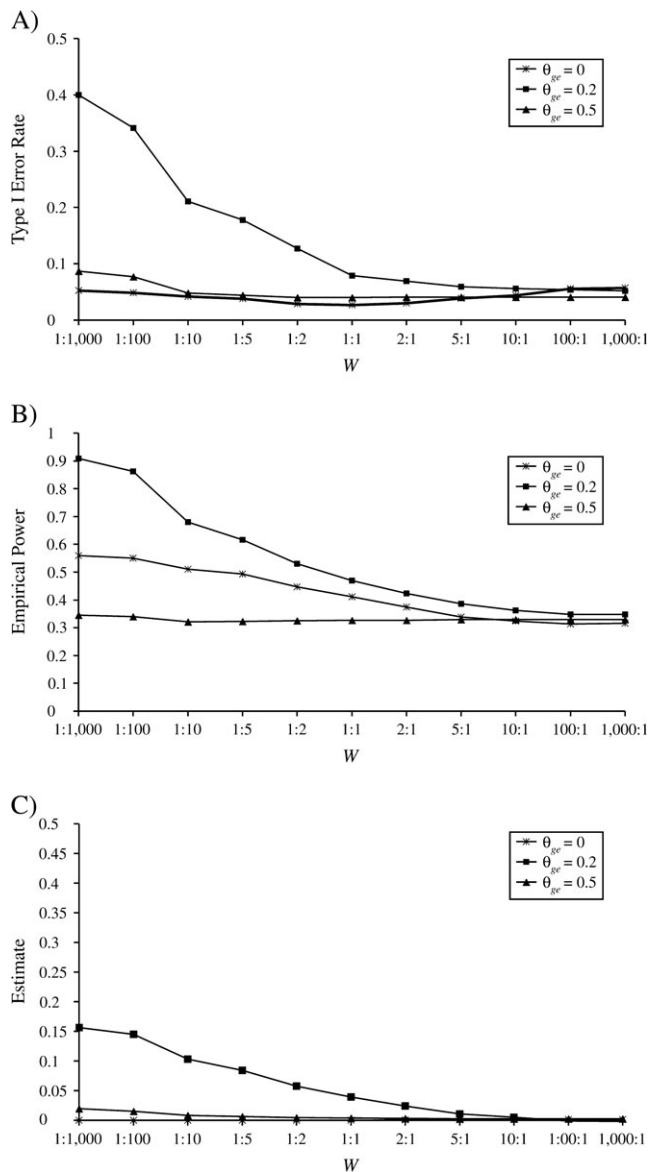 A)
Type I Error Rate
0.5
0.4
0.3
0.2
0.1
0
θge = 0
θge = 0.2
θge = 0.5
1:1,000 1:100 1:10 1:5 1:2 1:1 2:1 5:1 10:1 100:1 1,000:1
W
B)
Empirical Power
1
0.9
0.8
0.7
0.6
0.5
0.4
0.3
0.2
0.1
0
θge = 0
θge = 0.2
θge = 0.5
1:1,000 1:100 1:10 1:5 1:2 1:1 2:1 5:1 10:1 100:1 1,000:1
W
C)
Estimate
0.5
0.45
0.4
0.35
0.3
0.25
0.2
0.15
0.1
0.05
0
θge = 0
θge = 0.2
θge = 0.5
1:1,000 1:100 1:10 1:5 1:2 1:1 2:1 5:1 10:1 1:00:1 1,000:1
W